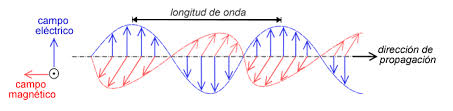 longitud de onda
campo
eléctrico
campo
magnético
dirección de
propagación